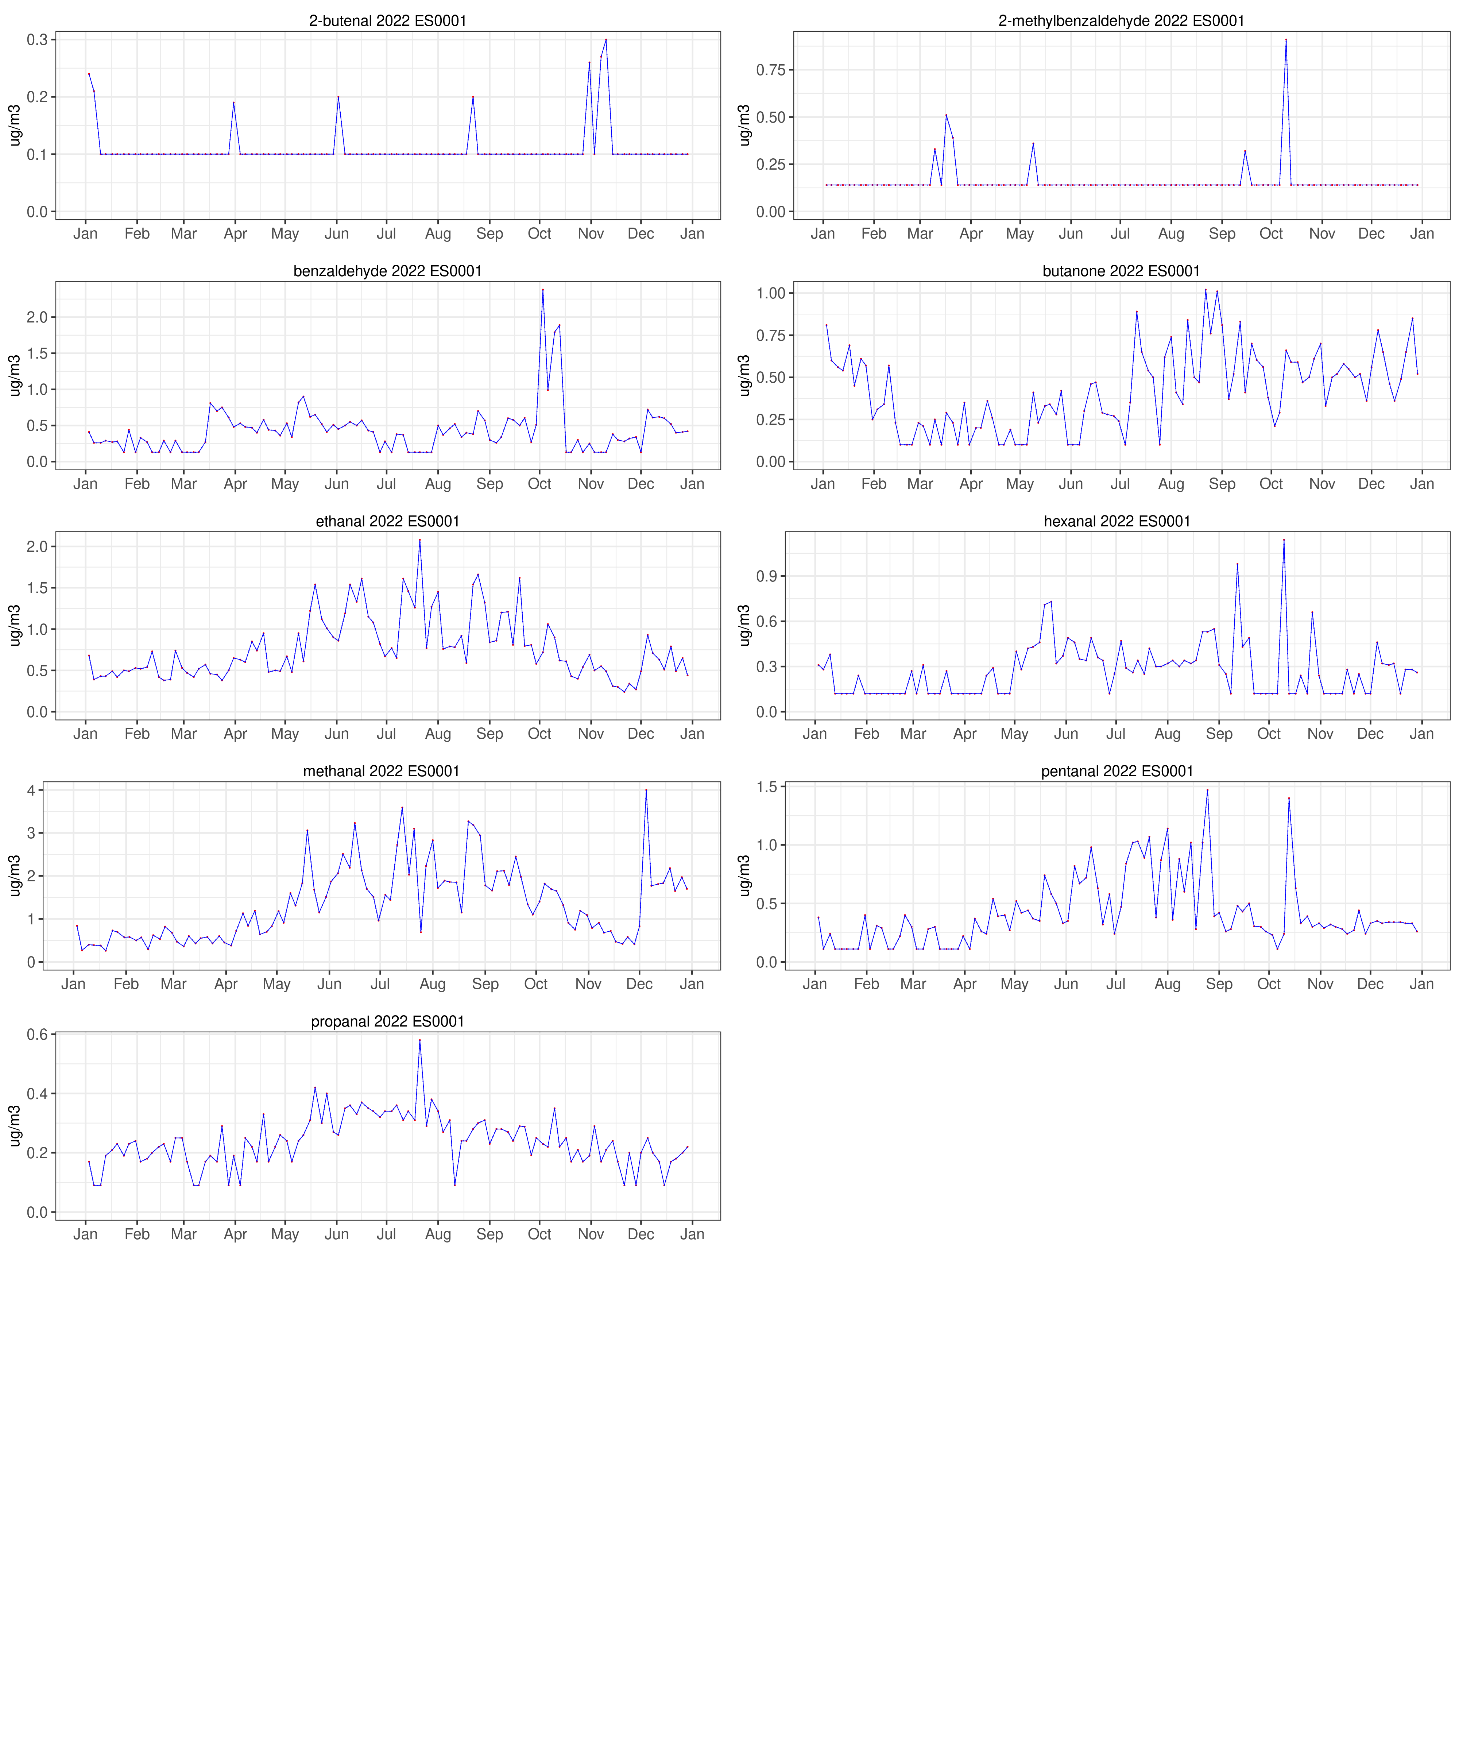 2-butenal 2022 ES0001
ug/m3
0.3
0.2
0.1
0.0
Jan Feb Mar Apr May Jun Jul Aug Sep Oct Nov Dec Jan
2-methylbenzaldehyde 2022 ES0001
ug/m3
0.75
0.50
0.25
0.00
Jan Feb Mar Apr May Jun Jul Aug Sep Oct Nov Dec Jan
benzaldehyde 2022 ES0001
ug/m3
2.0
1.5
1.0
0.5
0.0
Jan Feb Mar Apr May Jun Jul Aug Sep Oct Nov Dec Jan
butanone 2022 ES0001
ug/m3
1.00
0.75
0.50
0.25
0.00
Jan Feb Mar Apr May Jun Jul Aug Sep Oct Nov Dec Jan
ethanal 2022 ES0001
ug/m3
2.0
1.5
1.0
0.5
0.0
Jan Feb Mar Apr May Jun Jul Aug Sep Oct Nov Dec Jan
hexanal 2022 ES0001
ug/m3
0.9
0.6
0.3
0.0
Jan Feb Mar Apr May Jun Jul Aug Sep Oct Nov Dec Jan
methanal 2022 ES0001
ug/m3
4
3
2
1
0
Jan Feb Mar Apr May Jun Jul Aug Sep Oct Nov Dec Jan
pentanal 2022 ES0001
ug/m3
1.5
1.0
0.5
0.0
Jan Feb Mar Apr May Jun Jul Aug Sep Oct Nov Dec Jan
propanal 2022 ES0001
ug/m3
0.6
0.4
0.2
0.0
Jan Feb Mar Apr May Jun Jul Aug Sep Oct Nov Dec Jan